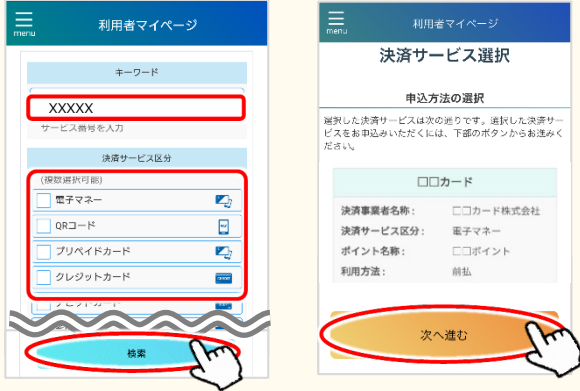 menu
利用者マイページ
キーワード
XXXXX
サービス番号を入力
決済サービス区分
(複数選択可能)
電子マネー
QRコード
プリペイドカード
クレジットカード
デビットカード
検索
menu
利用者マイページ
決済サービス選択
申込方法の選択
選択した決済サービスは次の通りです。選択した決済サー
ビスをお申込みいただくには、下部のボタンからお進みく
ださい。
□□カード
決済事業者名称： □□カード株式会社
決済サービス区分： 電子マネー
ポイント名称： □□ポイント
利用方法： 前払
次へ進む